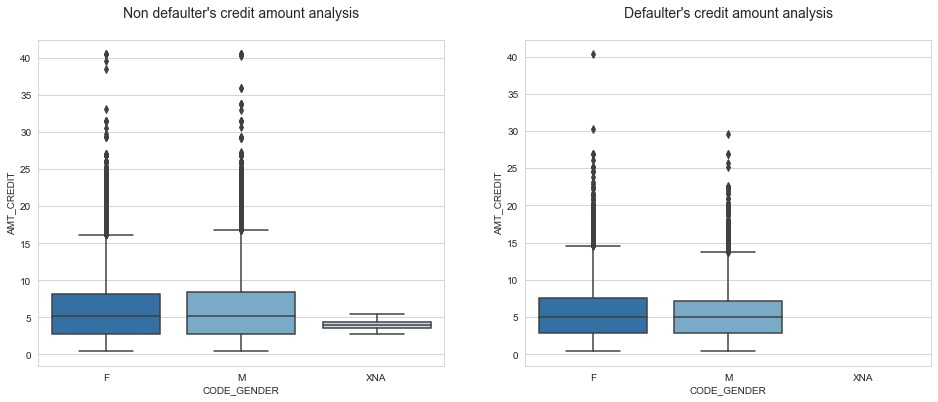 Non defaulter's credit amount analysis
40
35
30
25
20
15
10
5
0
AMT_CREDIT
F
M
XNA
CODE_GENDER
Defaulter's credit amount analysis
40
35
30
25
20
15
10
5
0
AMT_CREDIT
F
M
XNA
CODE_GENDER